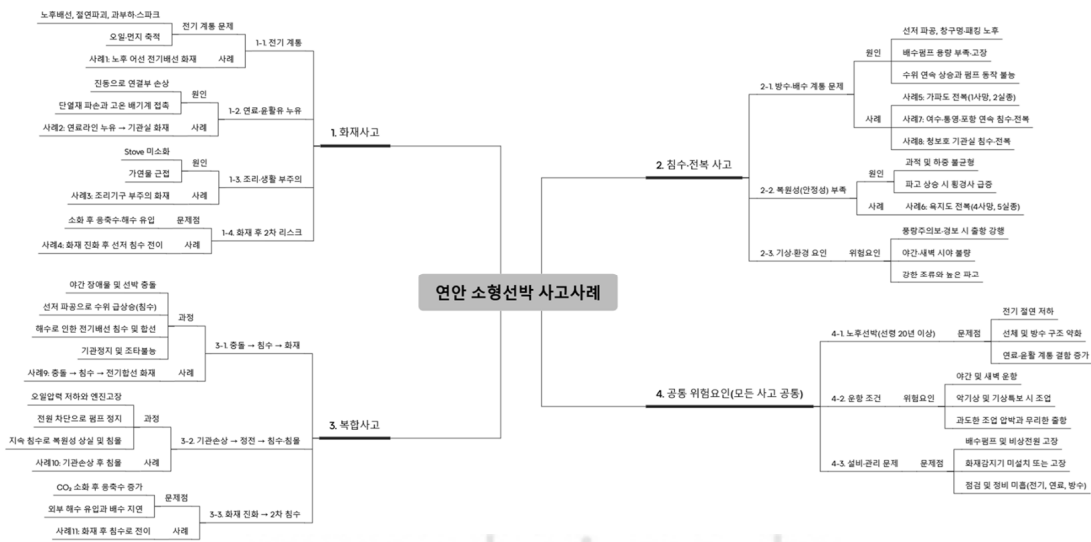 연안 소형선박 사고사례
1. 화재사고
1-1. 전기 계통
전기 계통 문제
노후배선, 절연파괴, 과부하·스파크
오일·먼지 축적
사례
사례1: 노후 어선 전기배선 화재
1-2. 연료·윤활유 누유
원인
진동으로 연결부 손상
단열재 파손과 고온 배기계 접촉
사례
사례2: 연료라인 누유 → 기관실 화재
1-3. 조리·생활 부주의
원인
Stove 미소화
가연물 근접
사례
사례3: 조리기구 부주의 화재
1-4. 화재 후 2차 리스크
문제점
소화 후 응축수·해수 유입
사례
사례4: 화재 진화 후 선저 침수 전이
2. 침수·전복 사고
2-1. 방수·배수 계통 문제
원인
선저 파공, 창구멍·패킹 노후
배수펌프 용량 부족·고장
수위 연속 상승과 펌프 동작 불능
사례
사례5: 가파도 전복(1사망, 2실종)
사례7: 여수·통영·포항 연속 침수·전복
사례8: 청보호 기관실 침수·전복
2-2. 복원성(안정성) 부족
원인
과적 및 하중 불균형
파고 상승 시 횡경사 급증
사례
사례6: 욕지도 전복(4사망, 5실종)
2-3. 기상·환경 요인
위험요인
풍랑주의보·경보 시 출항 강행
야간·새벽 시야 불량
강한 조류와 높은 파고
3. 복합사고
3-1. 충돌 → 침수 → 화재
과정
야간 장애물 및 선박 충돌
선저 파공으로 수위 급상승(침수)
해수로 인한 전기배선 침수 및 합선
기관정지 및 조타불능
사례
사례9: 충돌 → 침수 → 전기합선 화재
3-2. 기관손상 → 정전 → 침수·침몰
과정
오일압력 저하와 엔진고장
전원 차단으로 펌프 정지
지속 침수로 복원성 상실 및 침몰
사례
사례10: 기관손상 후 침몰
3-3. 화재 진화 → 2차 침수
문제점
CO₂ 소화 후 응축수 증가
외부 해수 유입과 배수 지연
사례
사례11: 화재 후 침수로 전이
4. 공통 위험요인(모든 사고 공통)
4-1. 노후선박(선령 20년 이상)
문제점
전기 절연 저하
선체 및 방수 구조 약화
연료·윤활 계통 결함 증가
4-2. 운항 조건
위험요인
야간 및 새벽 운항
악기상 및 기상특보 시 조업
과도한 조업 압박과 무리한 출항
4-3. 설비·관리 문제
문제점
배수펌프 및 비상전원 고장
화재감지기 미설치 또는 고장
점검 및 정비 미흡(전기, 연료, 방수)